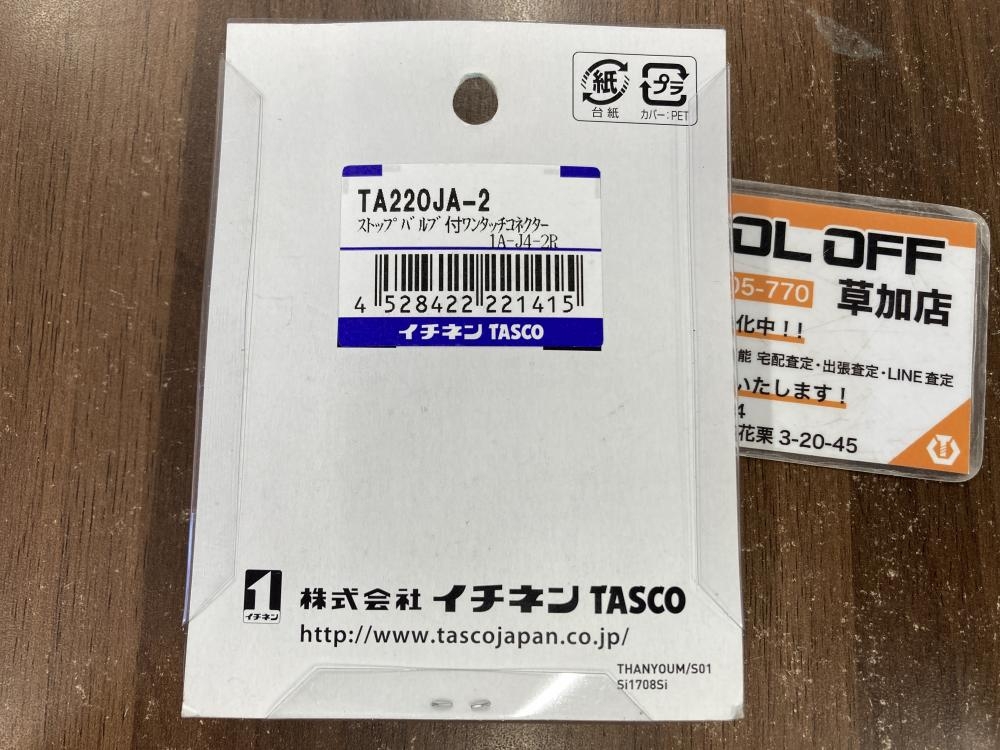 紙
台紙
プラ
カバー:PET
TA220JA-2
ストップバルブ付ワンタッチコネクター
1A-J4-2R
4 528422 221415
イチネン TASCO
OL OFF
05-770
草加店
化中!!
能 宅配査定・出張査定・LINE査定
いたします!
4
花栗 3-20-45
1
イチネン
株式会社 イチネン TASCO
http://www.tascojapan.co.jp/
THANYOUM/S01
Si1708Si